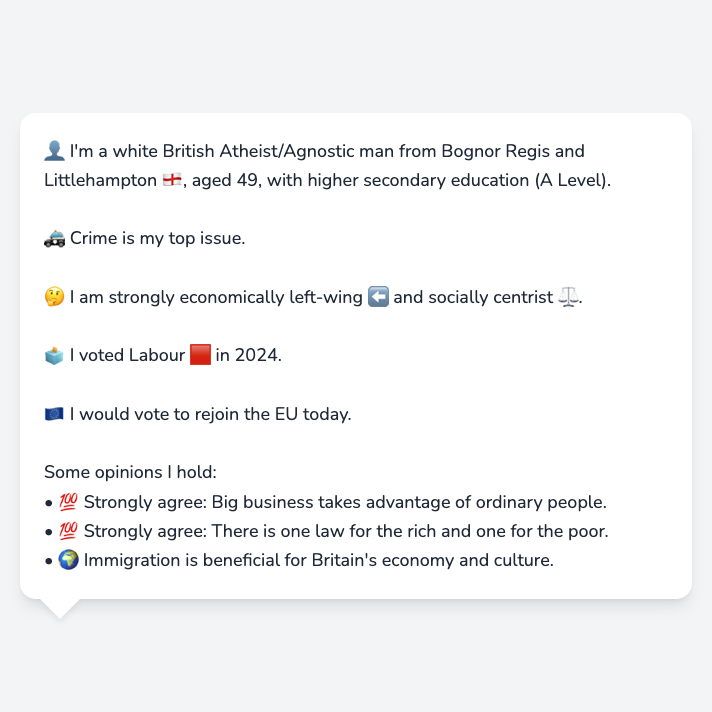 👤 I'm a white British Atheist/Agnostic man from Bognor Regis and
Littlehampton 🏴󠁧󠁢󠁥󠁮󠁧󠁿, aged 49, with higher secondary education (A Level).
🚓 Crime is my top issue.
🤔 I am strongly economically left-wing ⬅️ and socially centrist ⚖️.
🗳️ I voted Labour 🟥 in 2024.
🇪🇺 I would vote to rejoin the EU today.
Some opinions I hold:
• 💯 Strongly agree: Big business takes advantage of ordinary people.
• 💯 Strongly agree: There is one law for the rich and one for the poor.
• 🌍 Immigration is beneficial for Britain's economy and culture.